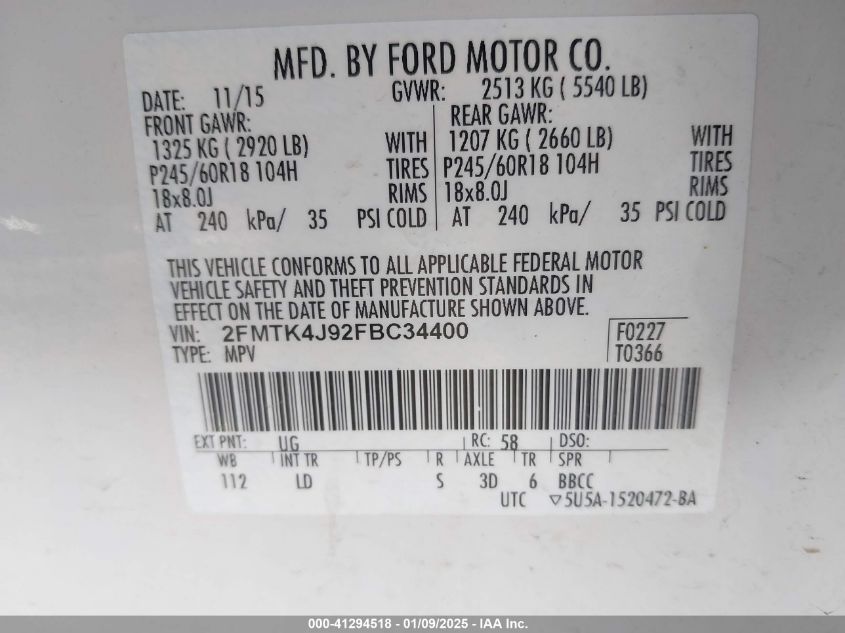 MFD. BY FORD MOTOR CO.
DATE: 11/15 GVWR: 2513 KG ( 5540 LB)
FRONT GAWR: REAR GAWR:
1325 KG ( 2920 LB) WITH 1207 KG ( 2660 LB) WITH
P245/60R18 104H TIRES P245/60R18 104H TIRES
18x8.0J RIMS 18x8.0J RIMS
AT 240 kPa/ 35 PSI COLD AT 240 kPa/ 35 PSI COLD
THIS VEHICLE CONFORMS TO ALL APPLICABLE FEDERAL MOTOR
VEHICLE SAFETY AND THEFT PREVENTION STANDARDS IN
EFFECT ON THE DATE OF MANUFACTURE SHOWN ABOVE.
VIN: 2FMTK4J92FBC34400 F0227
TYPE: MPV T0366
EXT PNT: UG RC: 58 DSO:
WB INT TR TP/PS R AXLE TR SPR
112 LD S 3D 6 BBCC
UTC ▽5U5A-1520472-BA
000-41294518 - 01/09/2025 - IAA Inc.